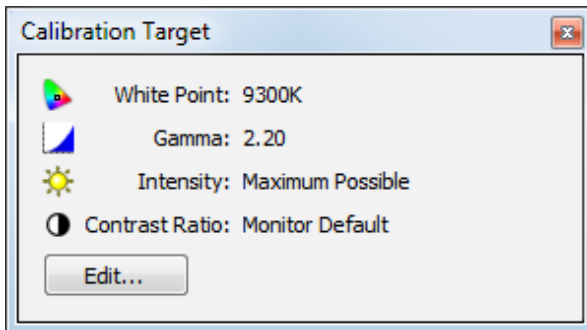 Calibration Target
White Point: 9300K
Gamma: 2.20
Intensity: Maximum Possible
Contrast Ratio: Monitor Default
Edit...